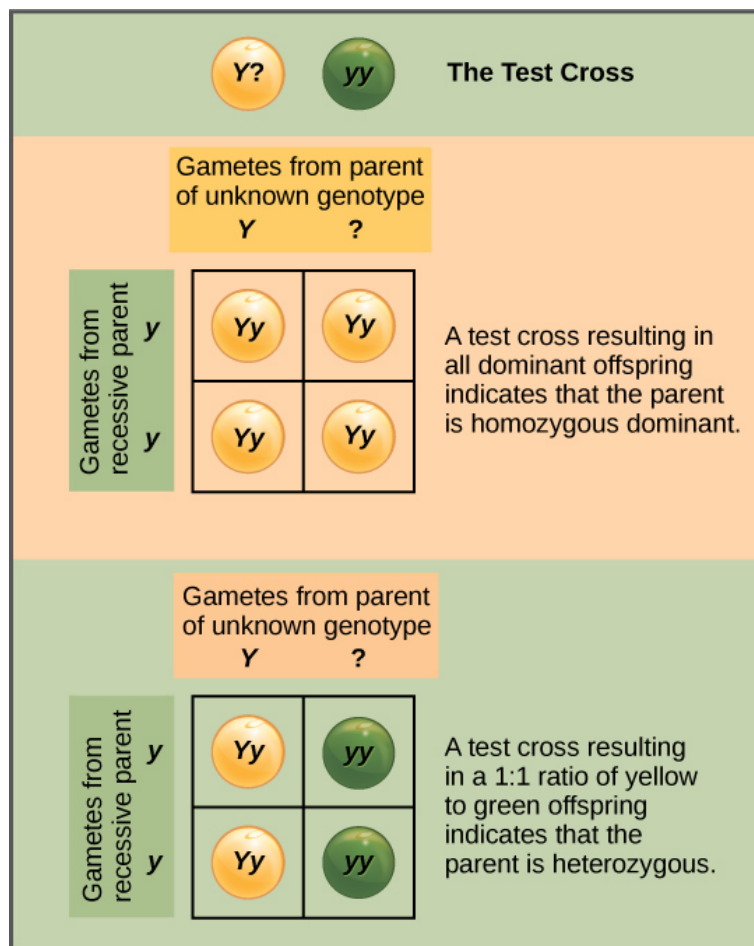 Y? yy The Test Cross
Gametes from parent
of unknown genotype
Y ?
Gametes from
recessive parent
y Yy Yy
y Yy Yy
A test cross resulting in
all dominant offspring
indicates that the parent
is homozygous dominant.
Gametes from parent
of unknown genotype
Y ?
Gametes from
recessive parent
y Yy yy
y Yy yy
A test cross resulting
in a 1:1 ratio of yellow
to green offspring
indicates that the
parent is heterozygous.